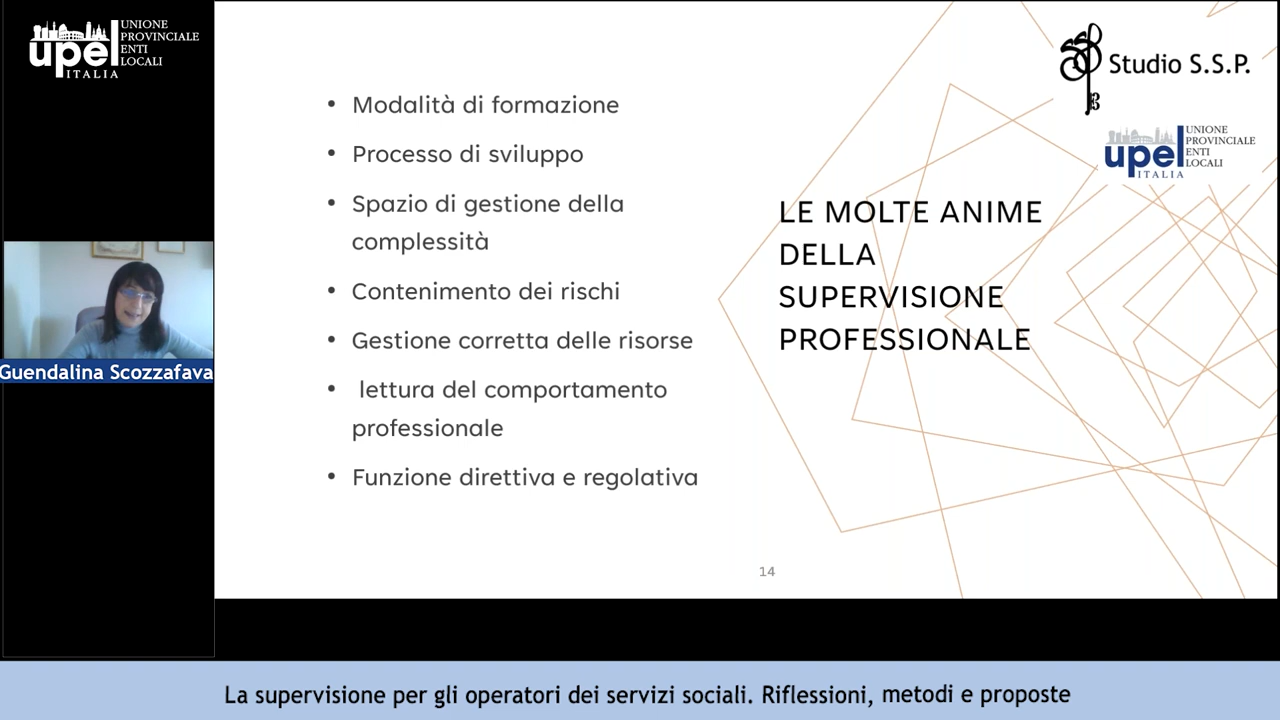 upel
ITALIA
UNIONE
PROVINCIALE
ENTI
LOCALI
Guendalina Scozzafava
• Modalità di formazione
• Processo di sviluppo
• Spazio di gestione della
complessità
• Contenimento dei rischi
• Gestione corretta delle risorse
• lettura del comportamento
professionale
• Funzione direttiva e regolativa
Studio S.S.P.
upel
ITALIA
UNIONE
PROVINCIALE
ENTI
LOCALI
LE MOLTE ANIME
DELLA
SUPERVISIONE
PROFESSIONALE
14
La supervisione per gli operatori dei servizi sociali. Riflessioni, metodi e proposte